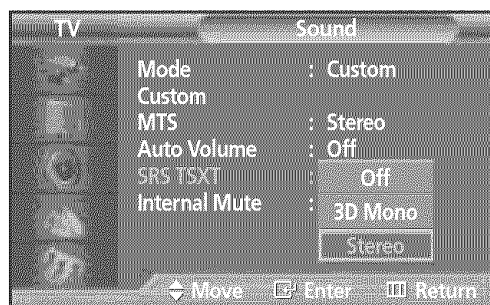 TV Sound
Mode : Custom
Custom
MTS : Stereo
Auto Volume : Off
SRS TSXT :
Internal Mute :
Off
3D Mono
Stereo
Move Enter Return